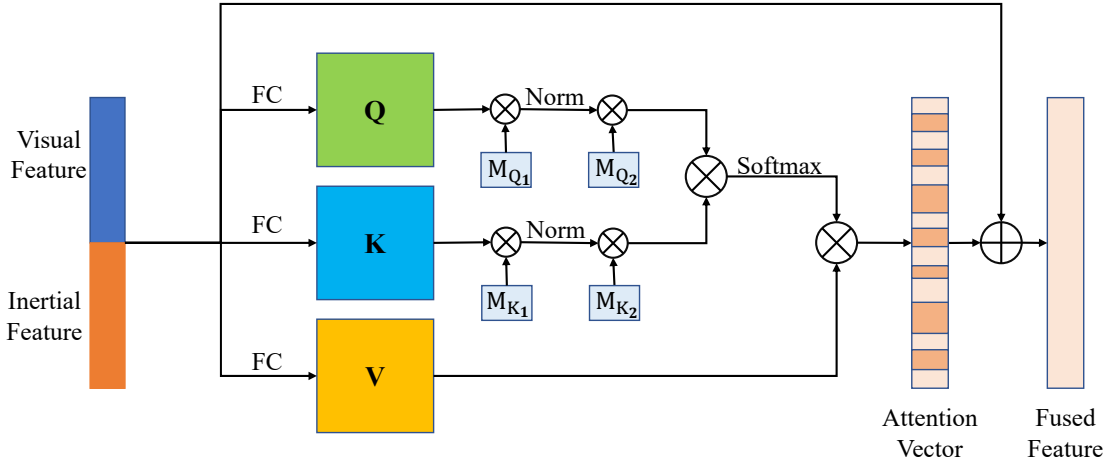 Visual
Feature
Inertial
Feature
FC
Q
Norm
M_Q1
M_Q2
Softmax
FC
K
Norm
M_K1
M_K2
FC
V
Attention
Vector
Fused
Feature